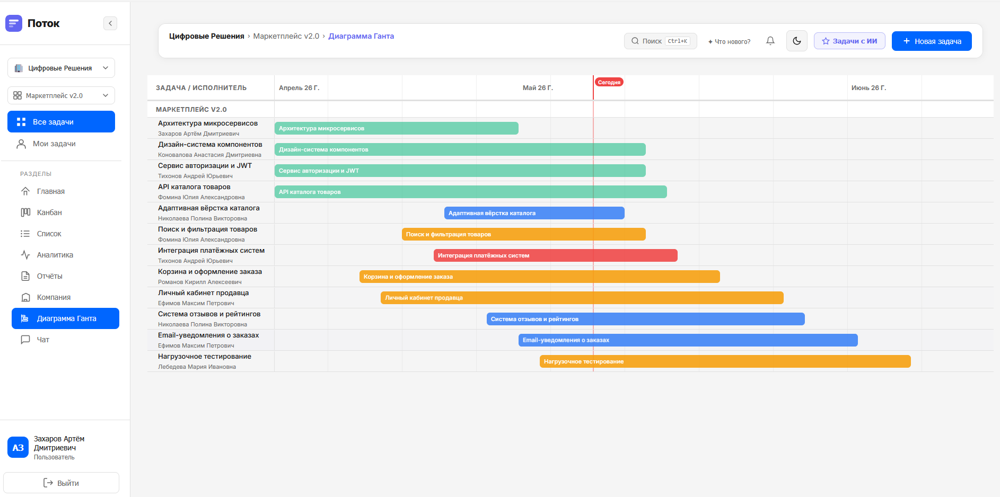 Поток
Цифровые Решения
Маркетплейс v2.0
Все задачи
Мои задачи
РАЗДЕЛЫ
Главная
Канбан
Список
Аналитика
Отчёты
Компания
Диаграмма Ганта
Чат
АЗ
Захаров Артём
Дмитриевич
Пользователь
Выйти
Цифровые Решения › Маркетплейс v2.0 › Диаграмма Ганта
Поиск Ctrl+K
Что нового?
Задачи с ИИ
+ Новая задача
ЗАДАЧА / ИСПОЛНИТЕЛЬ
Апрель 26 Г.
Май 26 Г.
Сегодня
Июнь 26 Г.
МАРКЕТПЛЕЙС V2.0
Архитектура микросервисов
Захаров Артём Дмитриевич
Архитектура микросервисов
Дизайн-система компонентов
Коновалова Анастасия Дмитриевна
Дизайн-система компонентов
Сервис авторизации и JWT
Тихонов Андрей Юрьевич
Сервис авторизации и JWT
API каталога товаров
Фомина Юлия Александровна
API каталога товаров
Адаптивная вёрстка каталога
Николаева Полина Викторовна
Адаптивная вёрстка каталога
Поиск и фильтрация товаров
Фомина Юлия Александровна
Поиск и фильтрация товаров
Интеграция платёжных систем
Тихонов Андрей Юрьевич
Интеграция платёжных систем
Корзина и оформление заказа
Романов Кирилл Алексеевич
Корзина и оформление заказа
Личный кабинет продавца
Ефимов Максим Петрович
Личный кабинет продавца
Система отзывов и рейтингов
Николаева Полина Викторовна
Система отзывов и рейтингов
Email-уведомления о заказах
Ефимов Максим Петрович
Email-уведомления о заказах
Нагрузочное тестирование
Лебедева Мария Ивановна
Нагрузочное тестирование